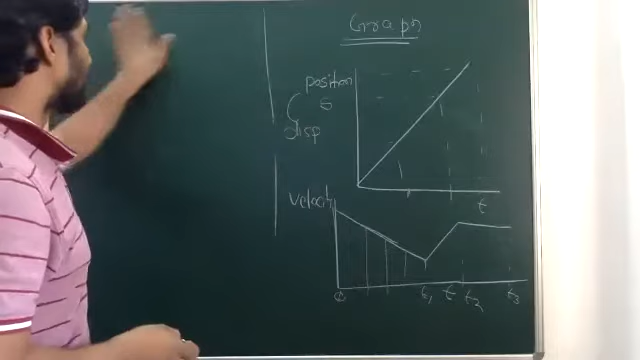 Graph
position
( s
disp
t
velocity
0 t₁ t t₂ t₃